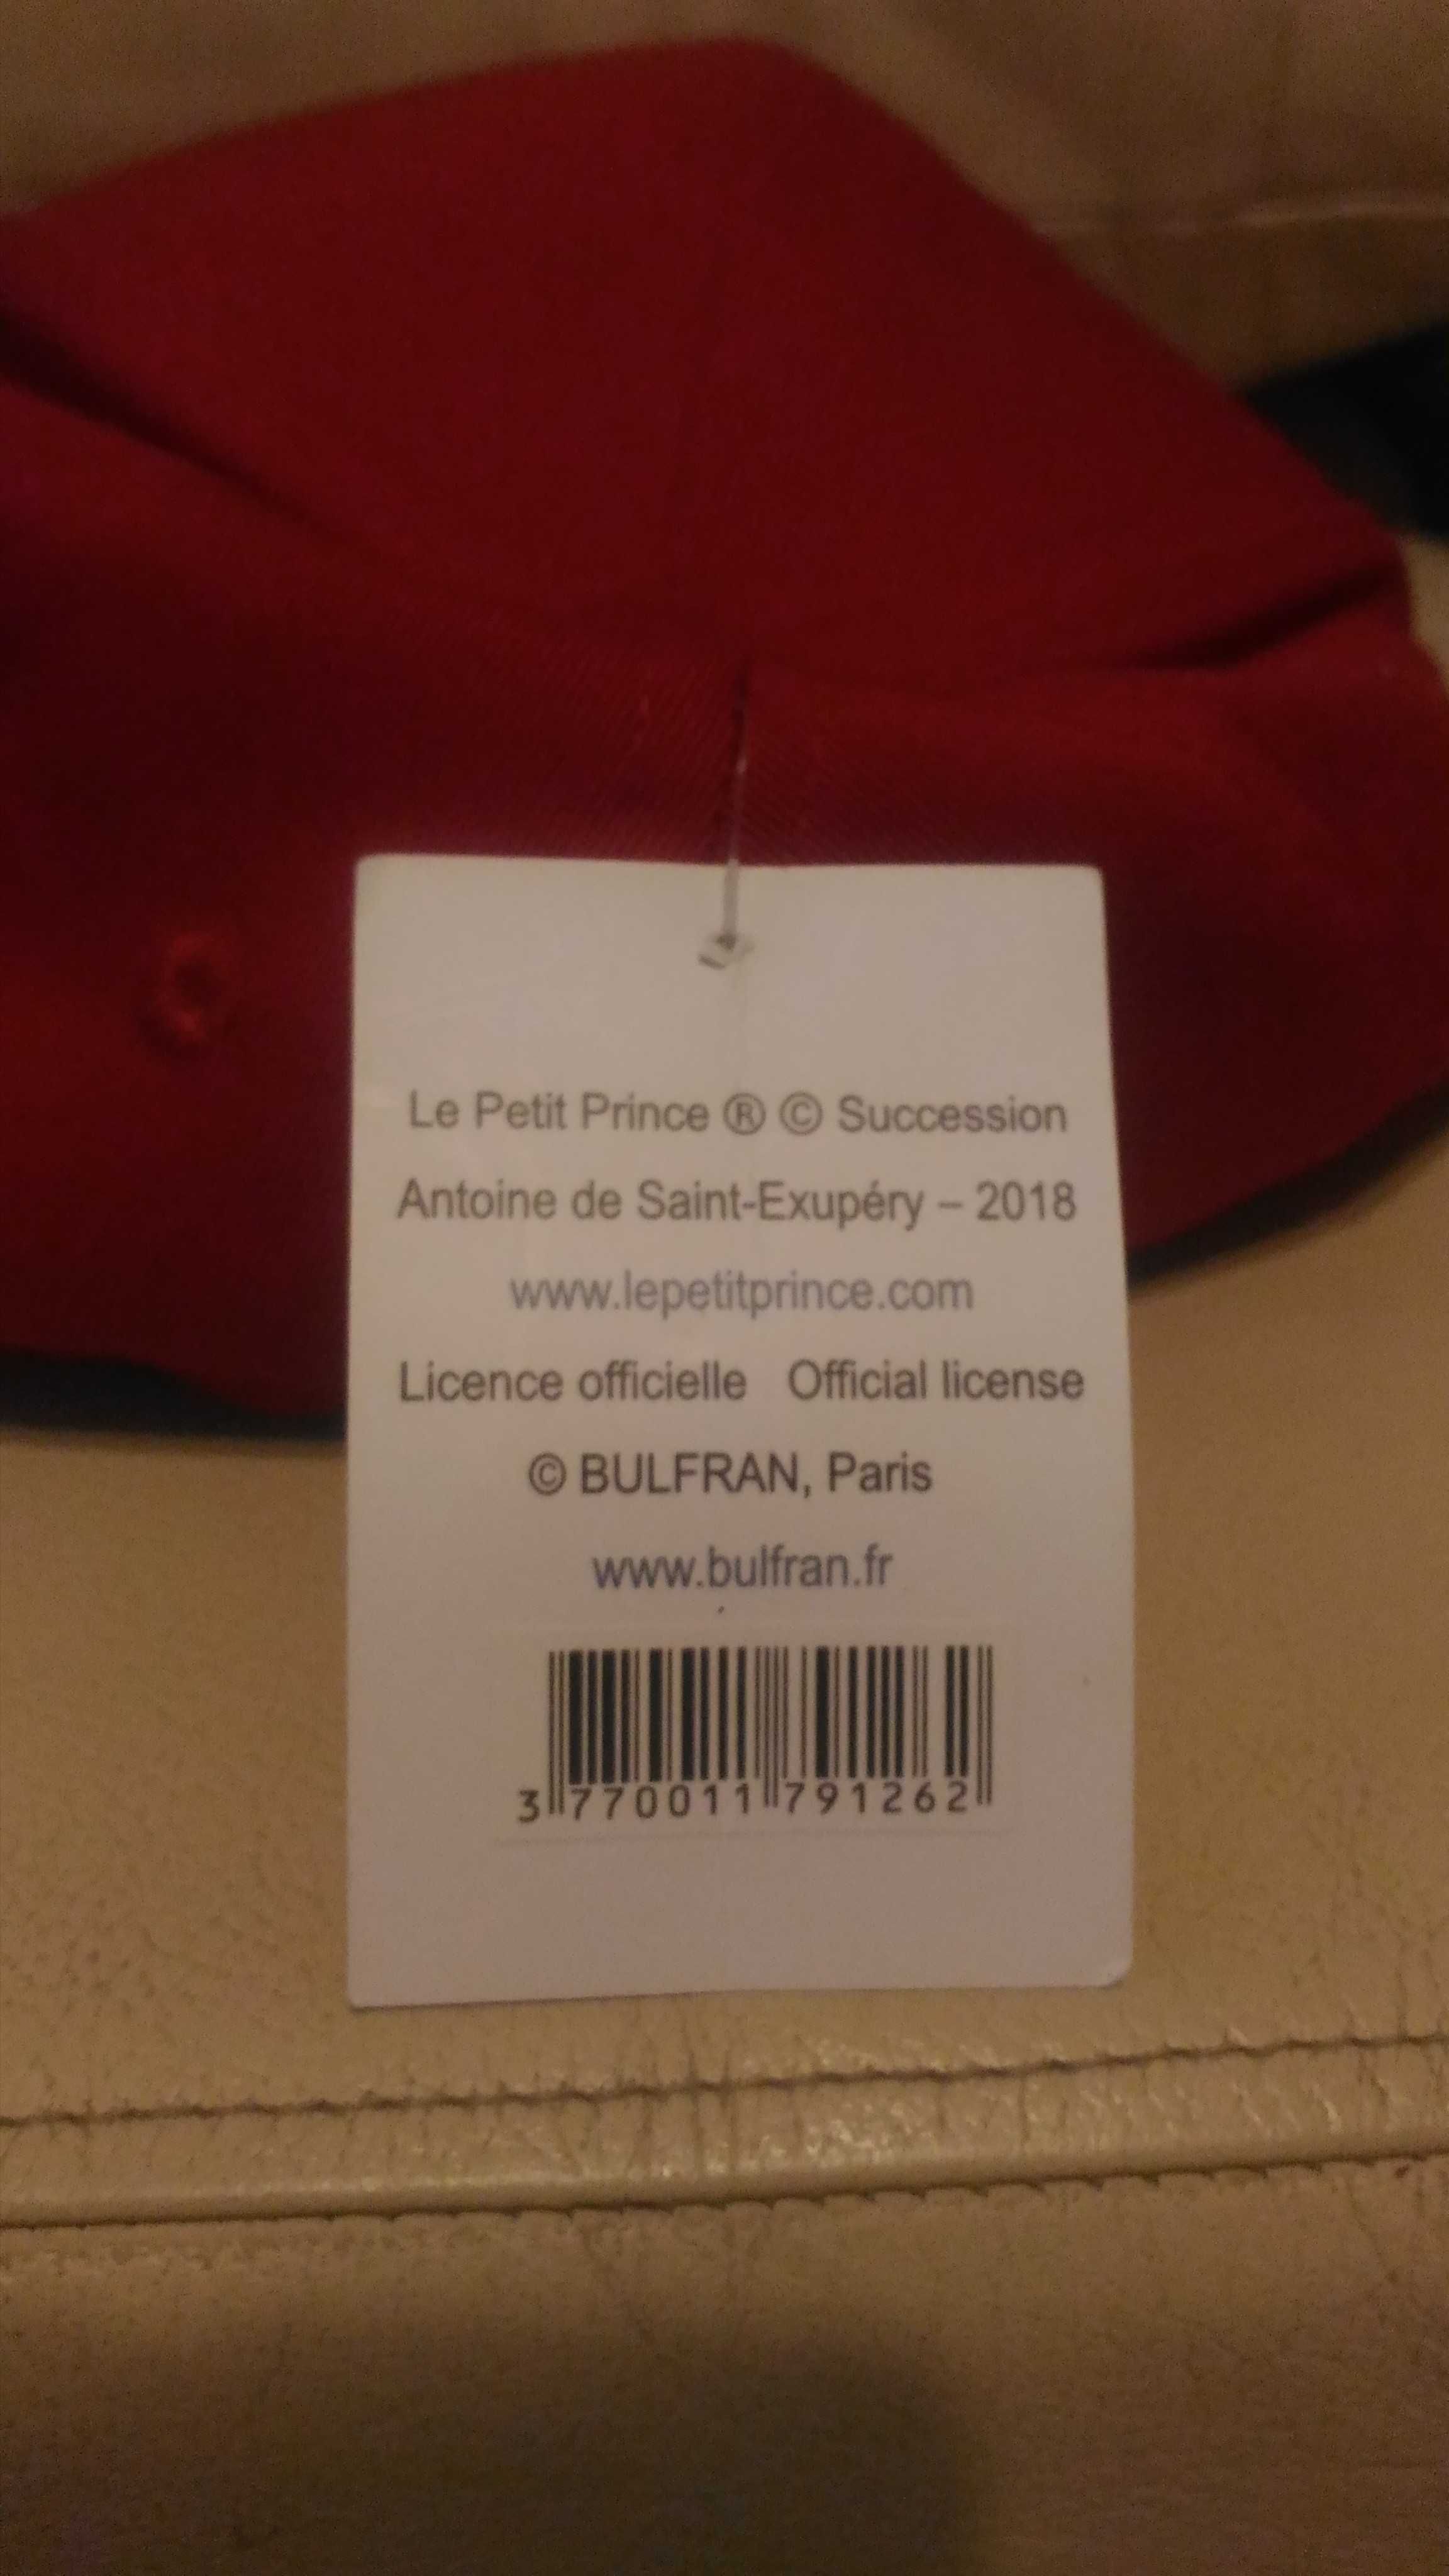 Le Petit Prince ® © Succession
Antoine de Saint-Exupéry – 2018
www.lepetitprince.com
Licence officielle Official license
© BULFRAN, Paris
www.bulfran.fr
3 770011 791262